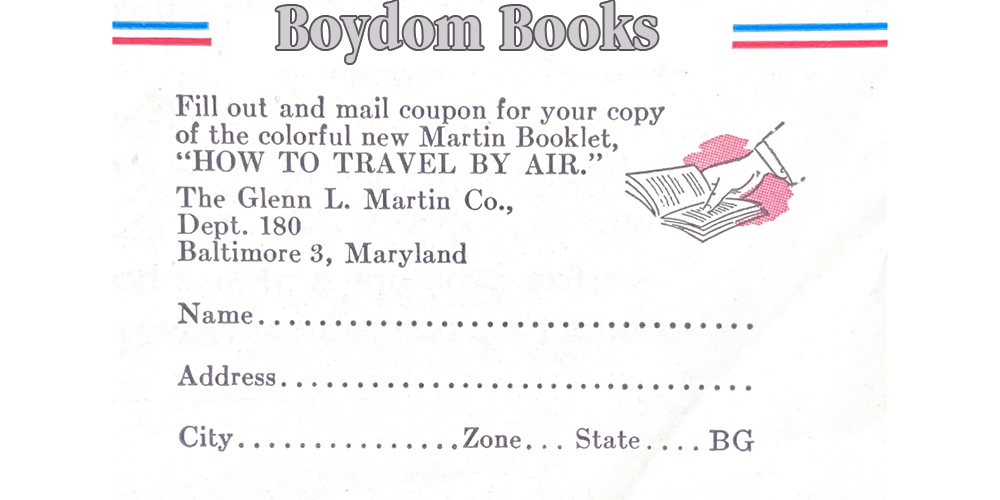 Boydom Books
Fill out and mail coupon for your copy
of the colorful new Martin Booklet,
“HOW TO TRAVEL BY AIR.”
The Glenn L. Martin Co.,
Dept. 180
Baltimore 3, Maryland
Name..................................
Address................................
City................Zone... State.... BG